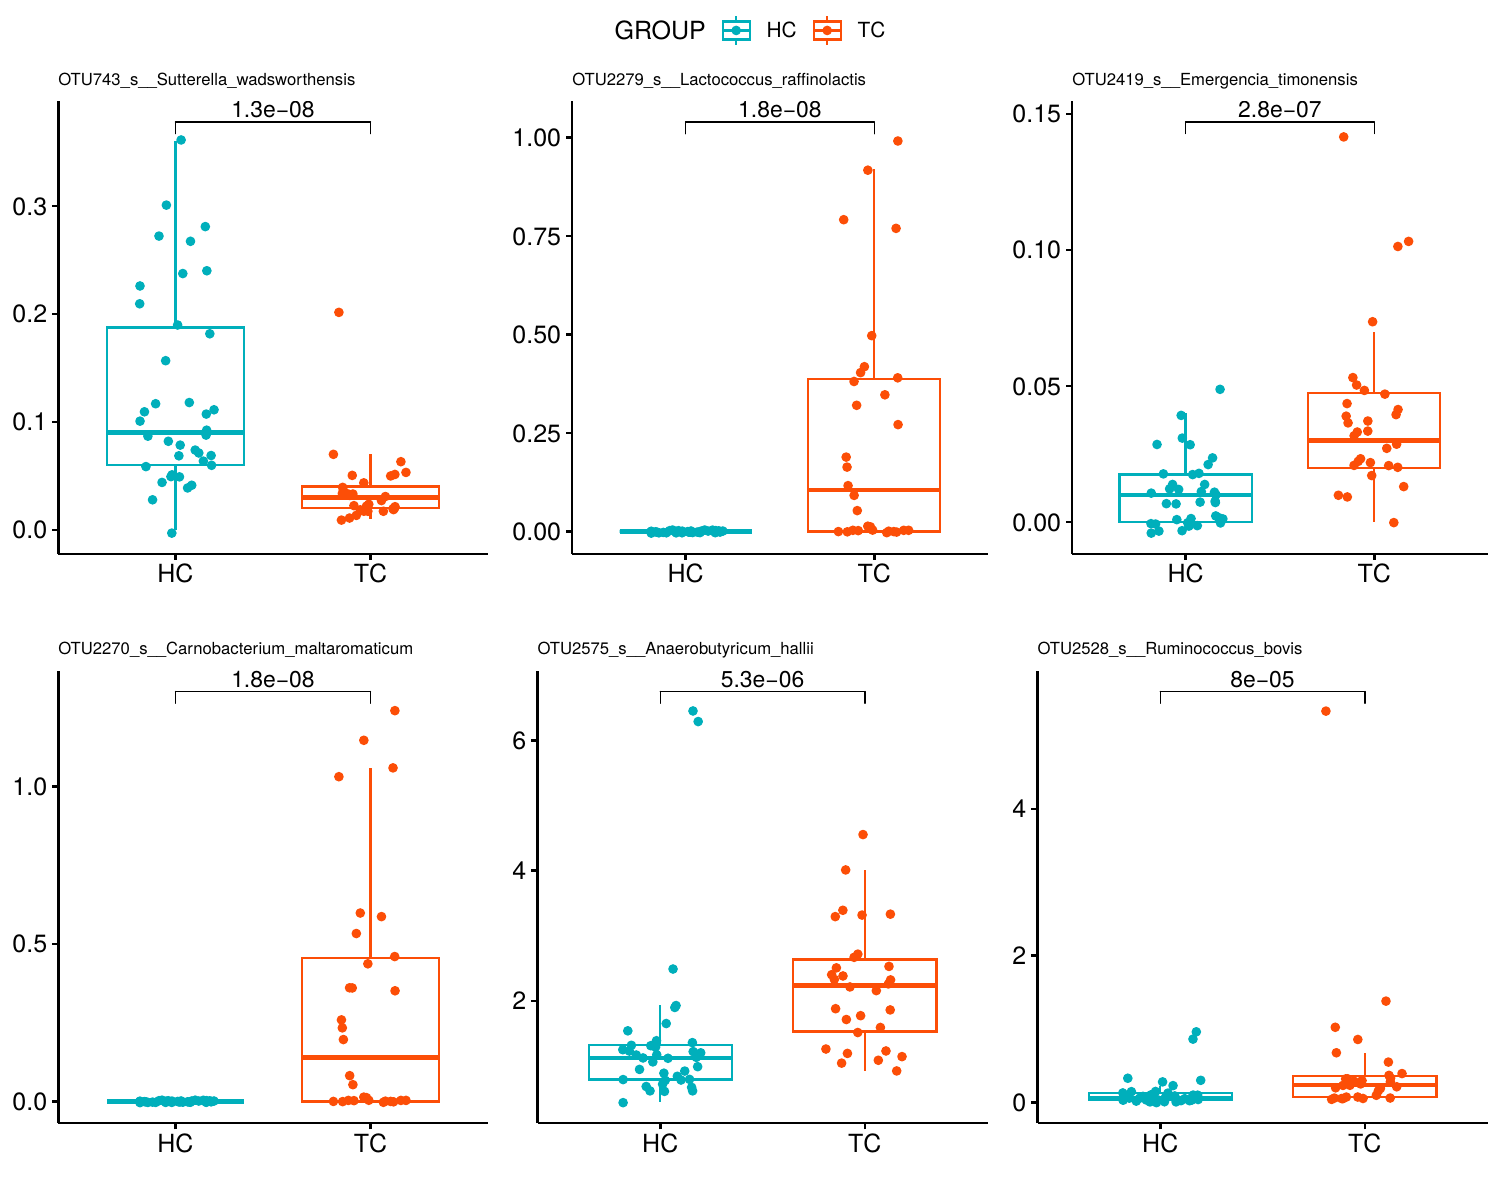 GROUP HC TC
OTU743_s__Sutterella_wadsworthensis
1.3e−08
0.3
0.2
0.1
0.0
HC TC
OTU2279_s__Lactococcus_raffinolactis
1.8e−08
1.00
0.75
0.50
0.25
0.00
HC TC
OTU2419_s__Emergencia_timonensis
2.8e−07
0.15
0.10
0.05
0.00
HC TC
OTU2270_s__Carnobacterium_maltaromaticum
1.8e−08
1.0
0.5
0.0
HC TC
OTU2575_s__Anaerobutyricum_hallii
5.3e−06
6
4
2
HC TC
OTU2528_s__Ruminococcus_bovis
8e−05
4
2
0
HC TC